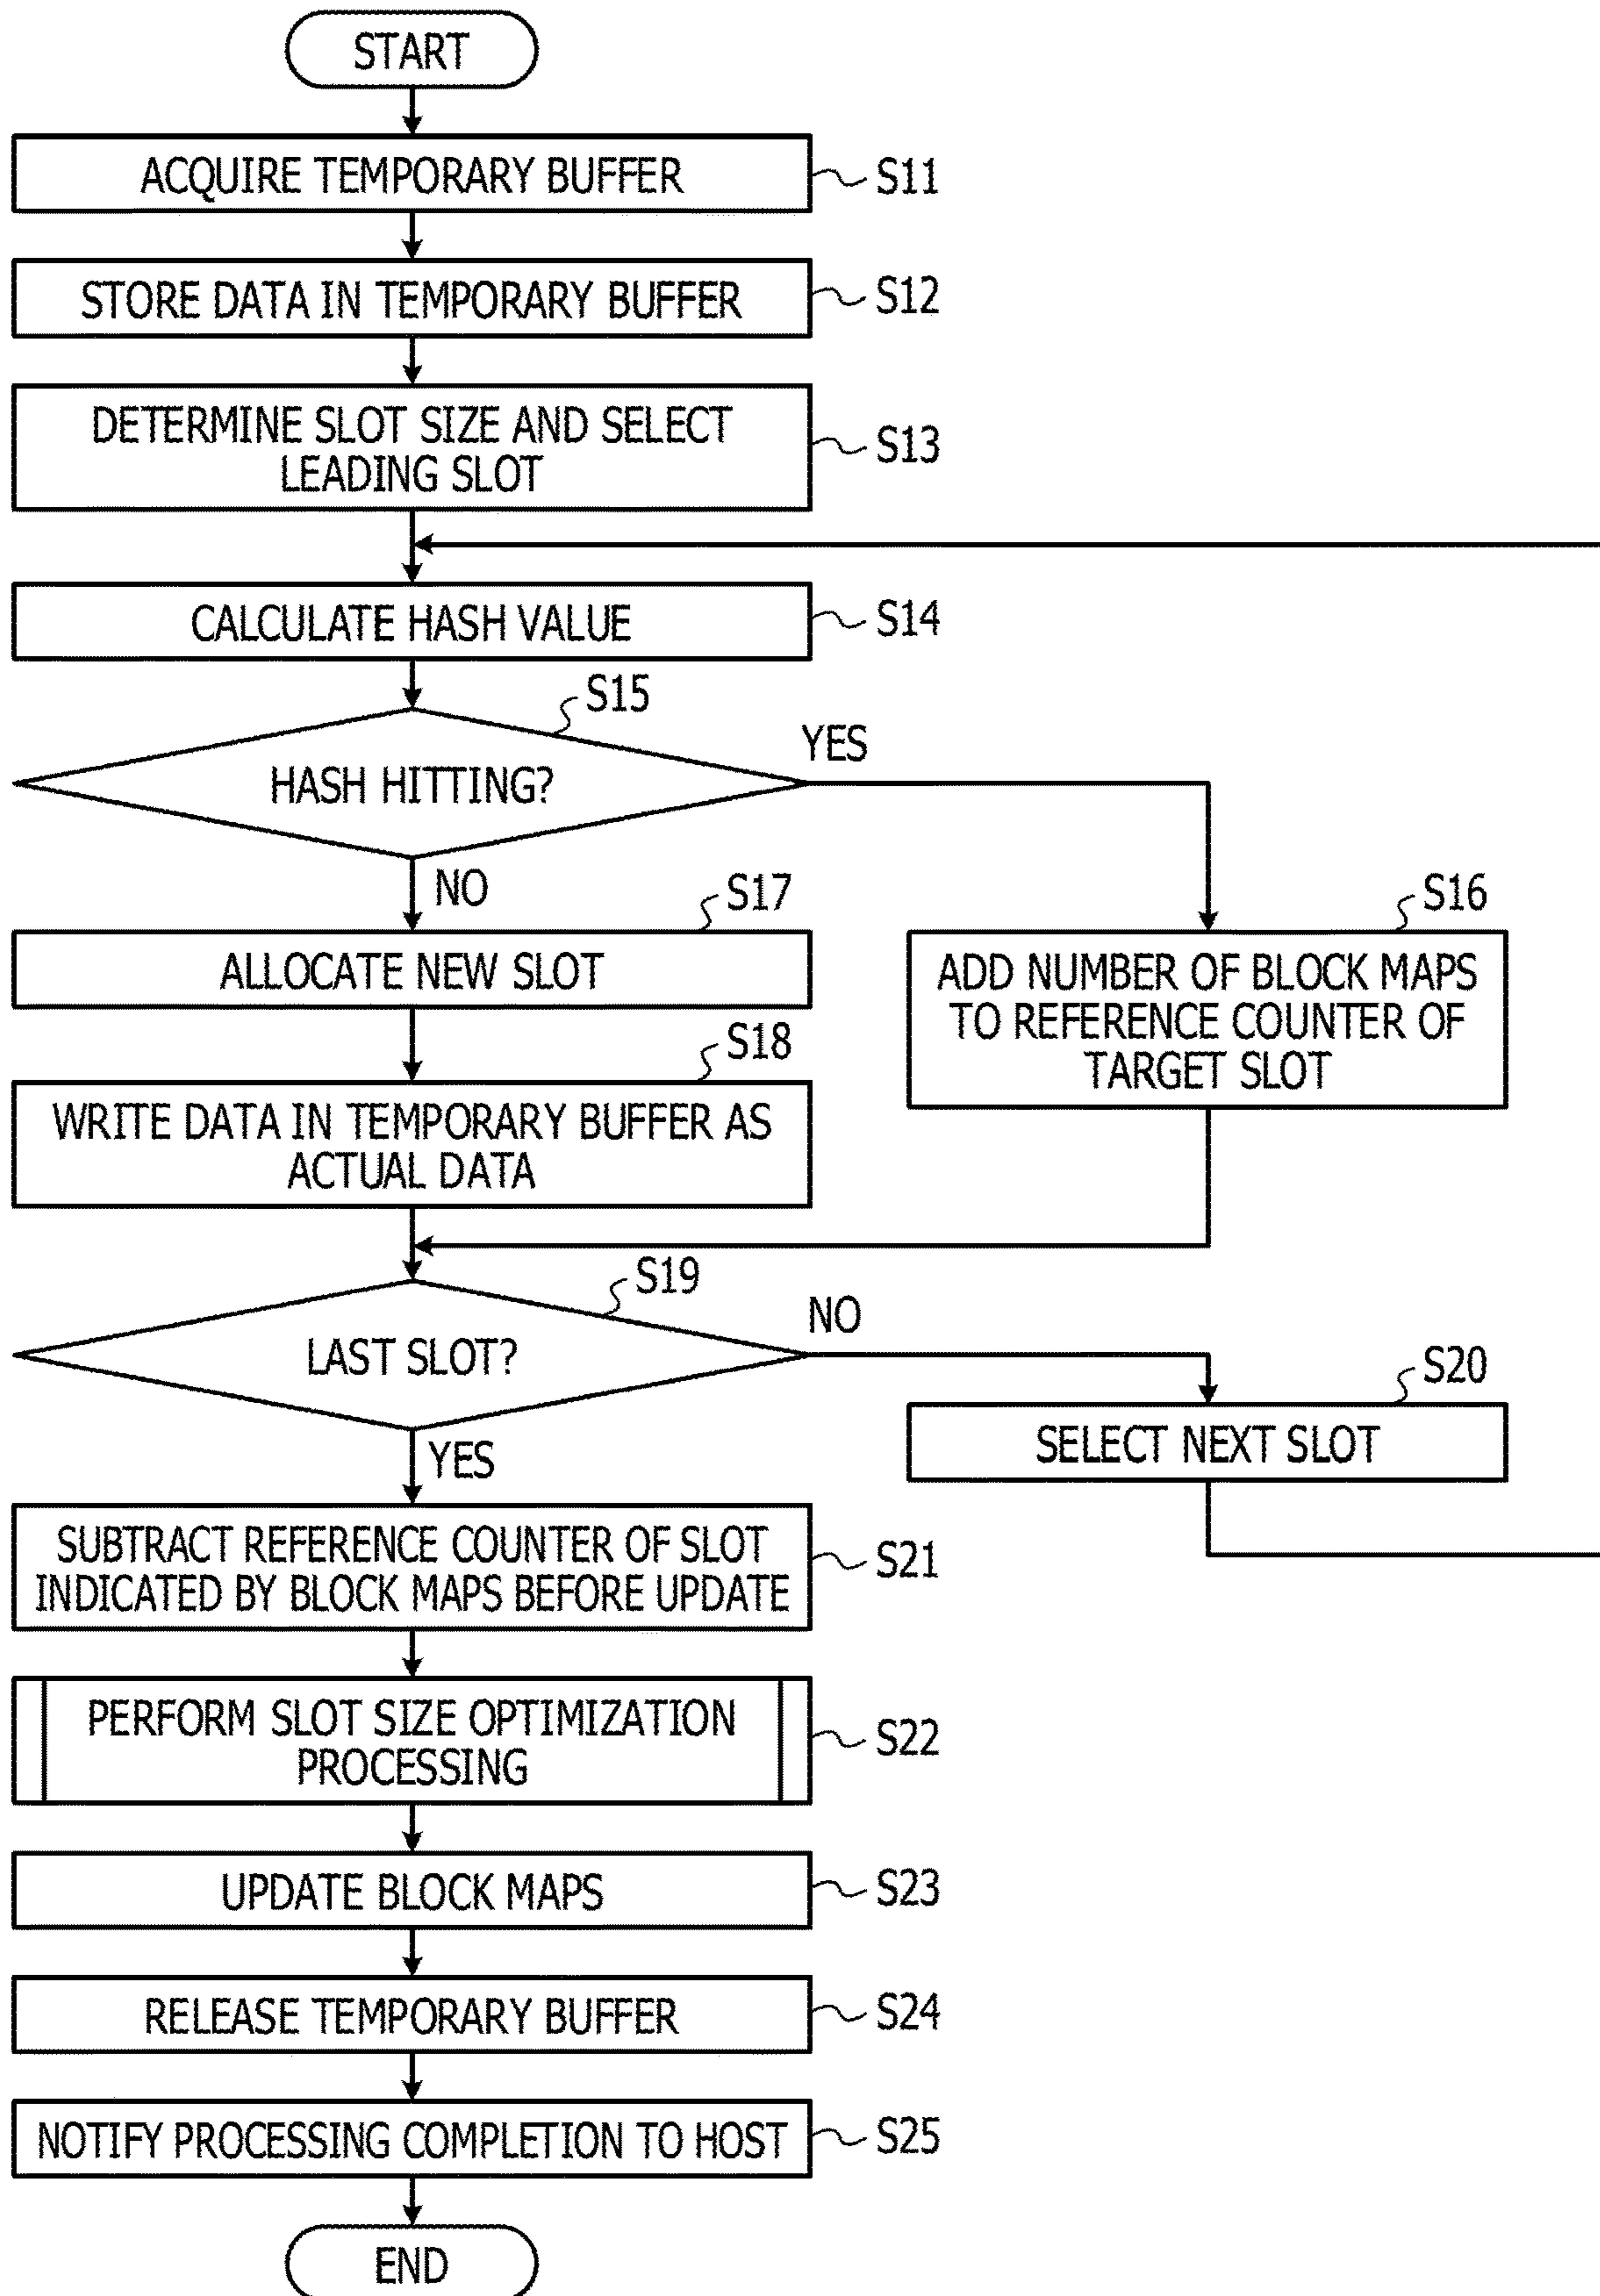 START
ACQUIRE TEMPORARY BUFFER
S11
STORE DATA IN TEMPORARY BUFFER
S12
DETERMINE SLOT SIZE AND SELECT
LEADING SLOT
S13
CALCULATE HASH VALUE
S14
S15
HASH HITTING?
YES
NO
S17
ALLOCATE NEW SLOT
S16
ADD NUMBER OF BLOCK MAPS
TO REFERENCE COUNTER OF
TARGET SLOT
S18
WRITE DATA IN TEMPORARY BUFFER AS
ACTUAL DATA
S19
LAST SLOT?
NO
S20
SELECT NEXT SLOT
YES
SUBTRACT REFERENCE COUNTER OF SLOT
INDICATED BY BLOCK MAPS BEFORE UPDATE
S21
PERFORM SLOT SIZE OPTIMIZATION
PROCESSING
S22
UPDATE BLOCK MAPS
S23
RELEASE TEMPORARY BUFFER
S24
NOTIFY PROCESSING COMPLETION TO HOST
S25
END